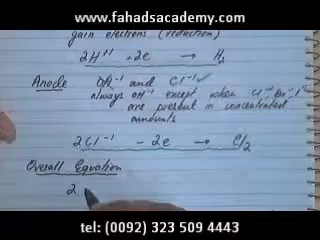 www.fahadsacademy.com
gain electrons (reduction)
2H⁺¹ + 2e → H₂
Anode OH⁻¹ and Cl⁻¹ ✓
always OH⁻¹ except when Cl⁻¹ Br⁻¹ I⁻¹
are present in concentrated
amounts
2Cl⁻¹ - 2e → Cl₂
Overall Equation
2
tel: (0092) 323 509 4443